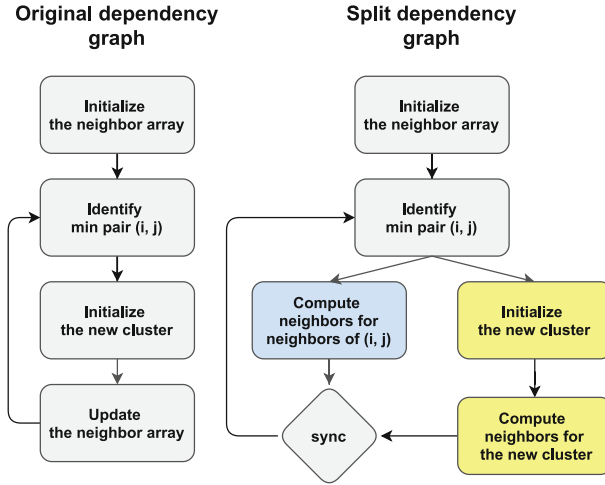 Original dependency
graph
Initialize
the neighbor array
Identify
min pair (i, j)
Initialize
the new cluster
Update
the neighbor array
Split dependency
graph
Initialize
the neighbor array
Identify
min pair (i, j)
Compute
neighbors for
neighbors of (i, j)
Initialize
the new cluster
sync
Compute
neighbors for
the new cluster